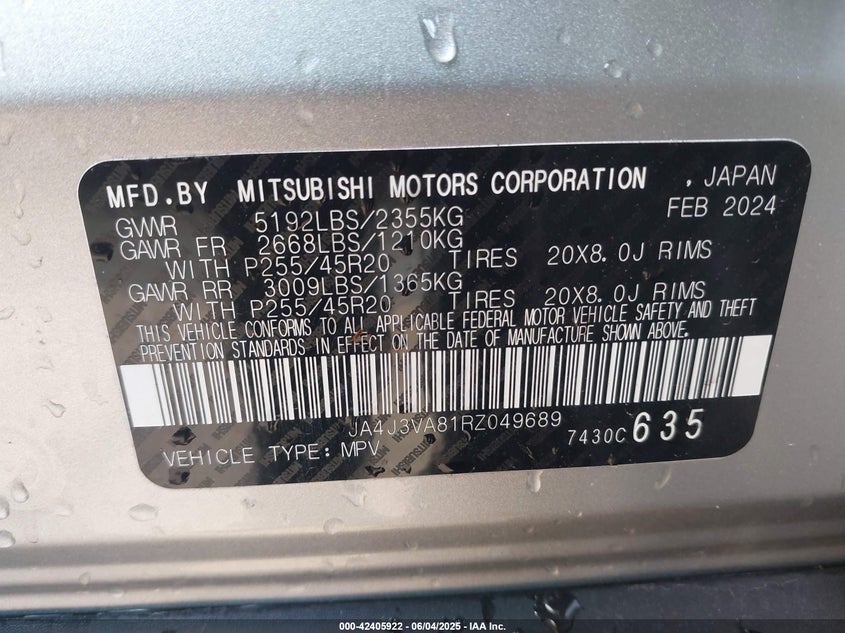 MFD.BY MITSUBISHI MOTORS CORPORATION , JAPAN
FEB 2024
GVWR 5192LBS/2355KG
GAWR FR 2668LBS/1210KG
WITH P255/45R20 TIRES 20X8.0J RIMS
GAWR RR 3009LBS/1365KG
WITH P255/45R20 TIRES 20X8.0J RIMS
THIS VEHICLE CONFORMS TO ALL APPLICABLE FEDERAL MOTOR VEHICLE SAFETY AND THEFT
PREVENTION STANDARDS IN EFFECT ON THE DATE OF MANUFACTURE SHOWN ABOVE.
JA4J3VA81RZ049689
7430C 635
VEHICLE TYPE: MPV
000-42405922 - 06/04/2025 - IAA Inc.